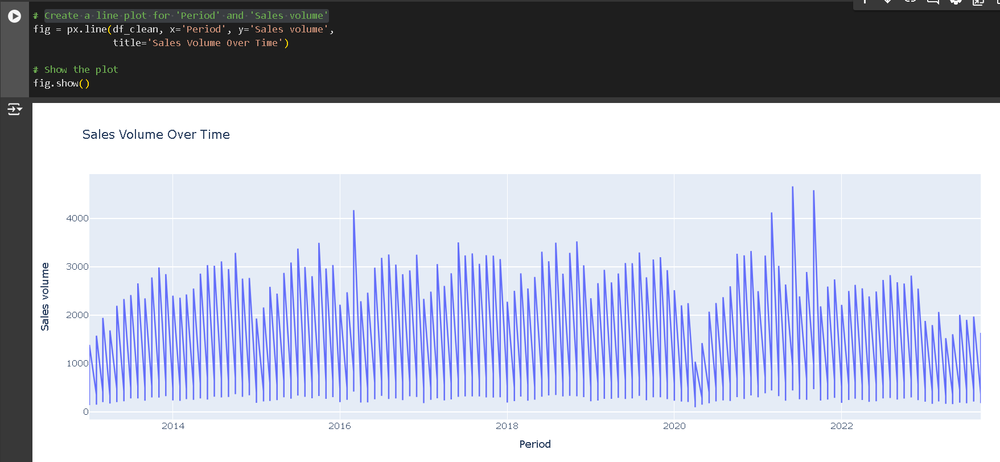 # Create a line plot for 'Period' and 'Sales volume'
fig = px.line(df_clean, x='Period', y='Sales volume',
title='Sales Volume Over Time')
# Show the plot
fig.show()
Sales Volume Over Time
4000
3000
2000
1000
0
Sales volume
2014 2016 2018 2020 2022
Period